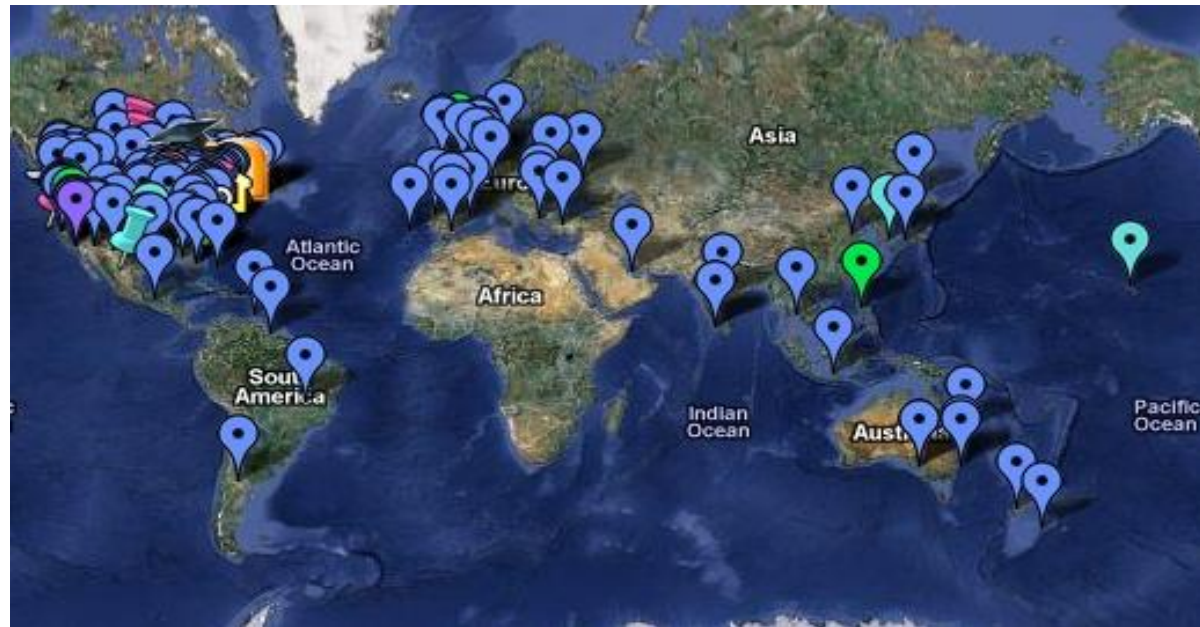 Asia
Atlantic
Ocean
Africa
South
America
Indian
Ocean
Pacific
Ocean